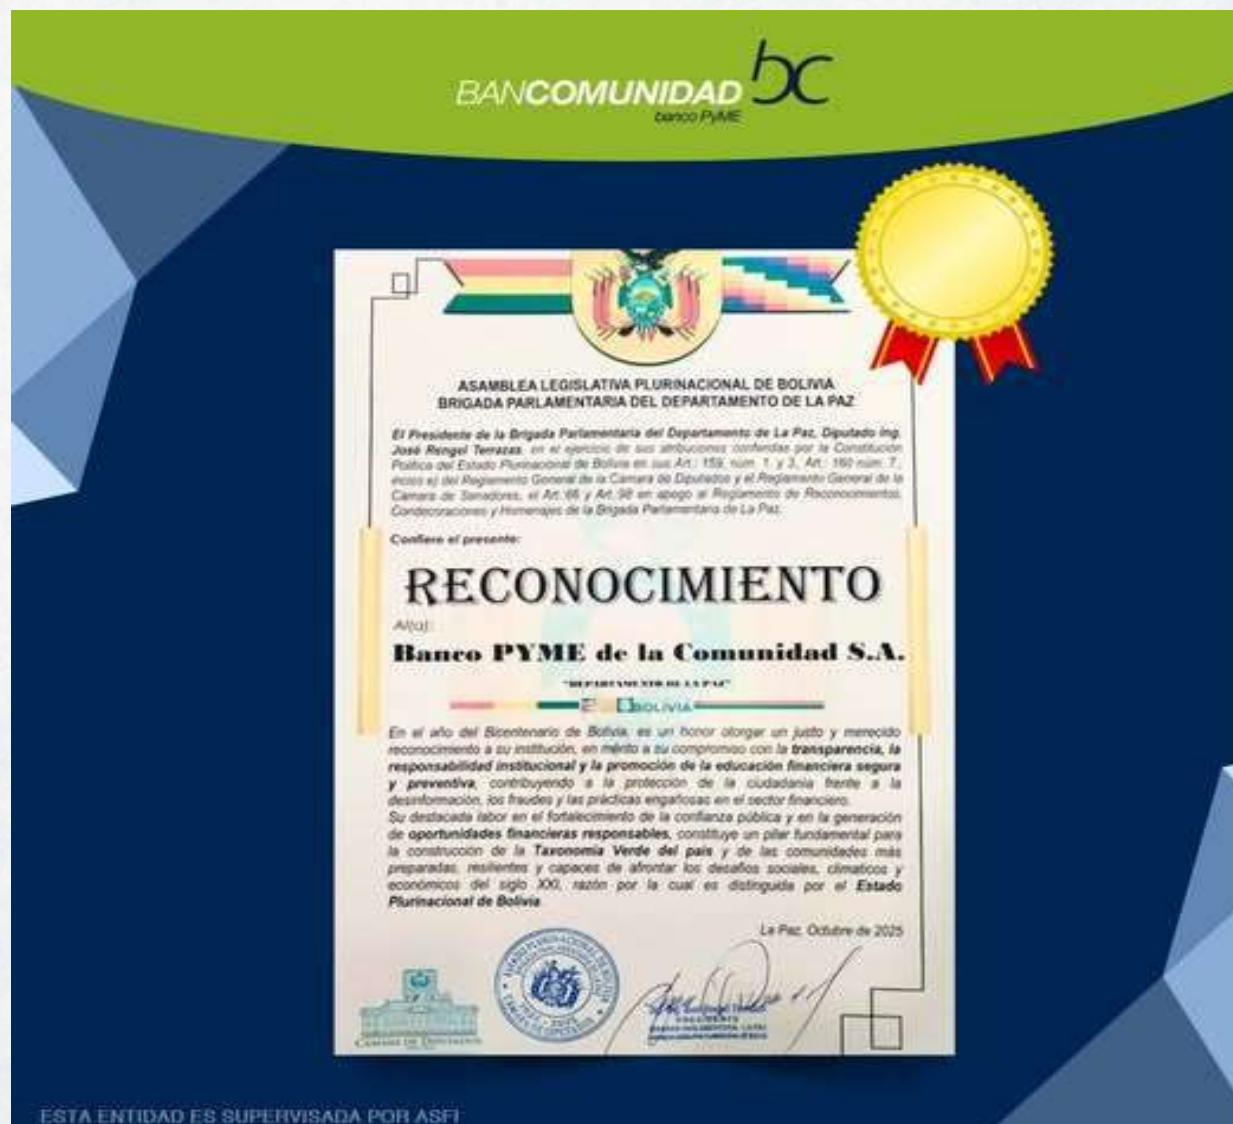 BANCOMUNIDAD bc
banco PyME
ASAMBLEA LEGISLATIVA PLURINACIONAL DE BOLIVIA
BRIGADA PARLAMENTARIA DEL DEPARTAMENTO DE LA PAZ
El Presidente de la Brigada Parlamentaria del Departamento de La Paz, Diputado Ing.
José Rengel Terrazas, en el ejercicio de sus atribuciones conferidas por la Constitución
Política del Estado Plurinacional de Bolivia en sus Art.: 159, núm. 1. y 3, Art.: 160 núm. 7,
inciso e) del Reglamento General de la Cámara de Diputados y el Reglamento General de la
Cámara de Senadores, el Art. 66 y Art. 98 en apego al Reglamento de Reconocimientos,
Condecoraciones y Homenajes de la Brigada Parlamentaria de La Paz.
Confiere el presente:
RECONOCIMIENTO
Al(a):
Banco PYME de la Comunidad S.A.
"DEPARTAMENTO DE LA PAZ"
BOLIVIA
En el año del Bicentenario de Bolivia, es un honor otorgar un justo y merecido
reconocimiento a su institución, en mérito a su compromiso con la transparencia, la
responsabilidad institucional y la promoción de la educación financiera segura
y preventiva, contribuyendo a la protección de la ciudadanía frente a la
desinformación, los fraudes y las prácticas engañosas en el sector financiero.
Su destacada labor en el fortalecimiento de la confianza pública y en la generación
de oportunidades financieras responsables, constituye un pilar fundamental para
la construcción de la Taxonomía Verde del país y de las comunidades más
preparadas, resilientes y capaces de afrontar los desafíos sociales, climáticos y
económicos del siglo XXI, razón por la cual es distinguida por el Estado
Plurinacional de Bolivia.
La Paz, Octubre de 2025
CÁMARA DE DIPUTADOS
PRESIDENTE
ESTA ENTIDAD ES SUPERVISADA POR ASFI